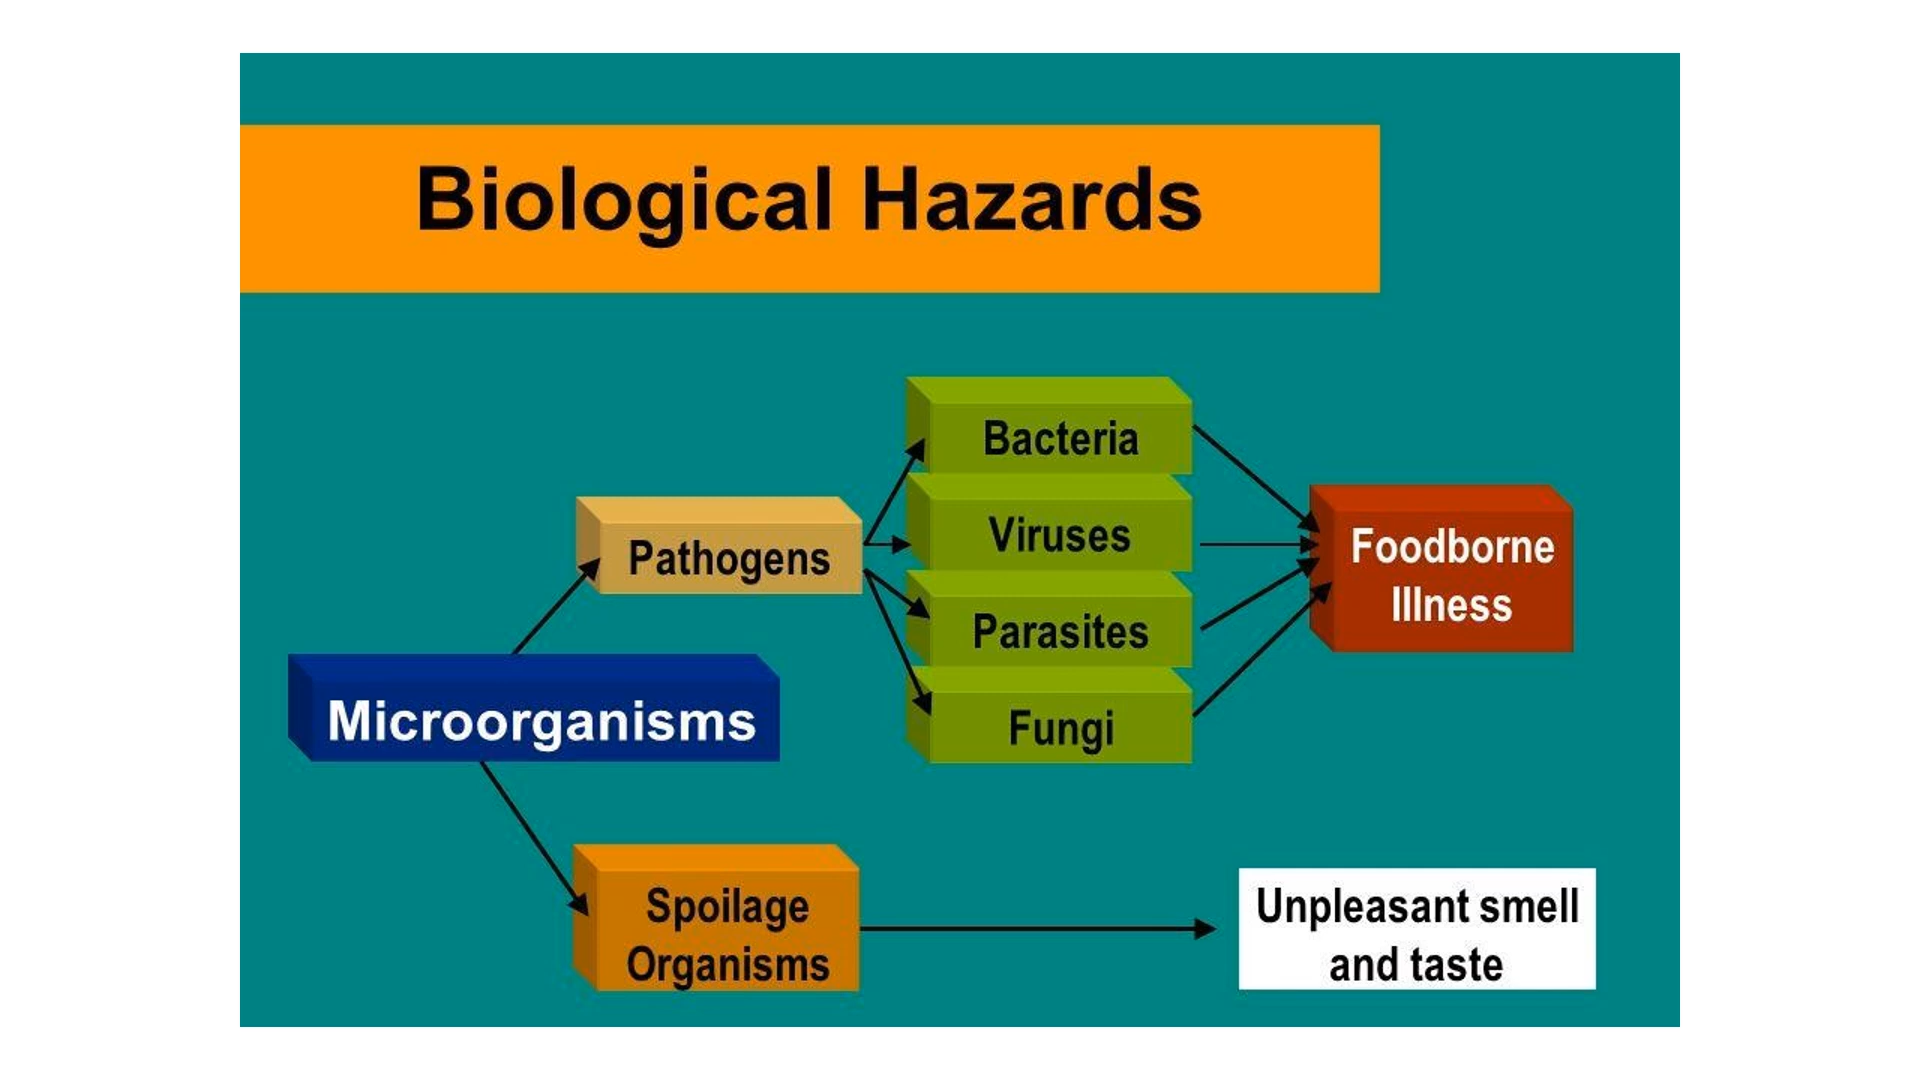 Biological Hazards
Bacteria
Viruses
Pathogens
Parasites
Fungi
Foodborne
Illness
Microorganisms
Spoilage
Organisms
Unpleasant smell
and taste